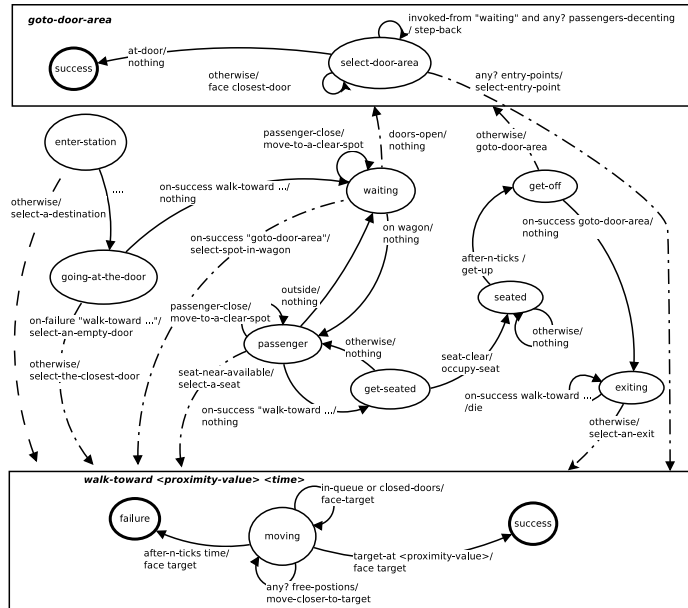 goto-door-area
invoked-from "waiting" and any? passengers-decenting
/ step-back
at-door/
nothing
success
select-door-area
otherwise/
face closest-door
any? entry-points/
select-entry-point
enter-station
passenger-close/
move-to-a-clear-spot
doors-open/
nothing
otherwise/
goto-door-area
....
on-success walk-toward .../
nothing
waiting
get-off
otherwise/
select-a-destination
on-success goto-door-area/
nothing
on wagon/
nothing
on-success "goto-door-area"/
select-spot-in-wagon
going-at-the-door
after-n-ticks /
get-up
outside/
nothing
seated
passenger-close/
move-to-a-clear-spot
on-failure "walk-toward ..."/
select-an-empty-door
otherwise/
nothing
passenger
otherwise/
nothing
seat-clear/
occupy-seat
otherwise/
select-the-closest-door
seat-near-available/
select-a-seat
get-seated
exiting
on-success walk-toward ...
/die
on-success "walk-toward .../
nothing
otherwise/
select-an-exit
walk-toward <proximity-value> <time>
in-queue or closed-doors/
face-target
failure
success
moving
after-n-ticks time/
face target
target-at <proximity-value>/
face target
any? free-postions/
move-closer-to-target